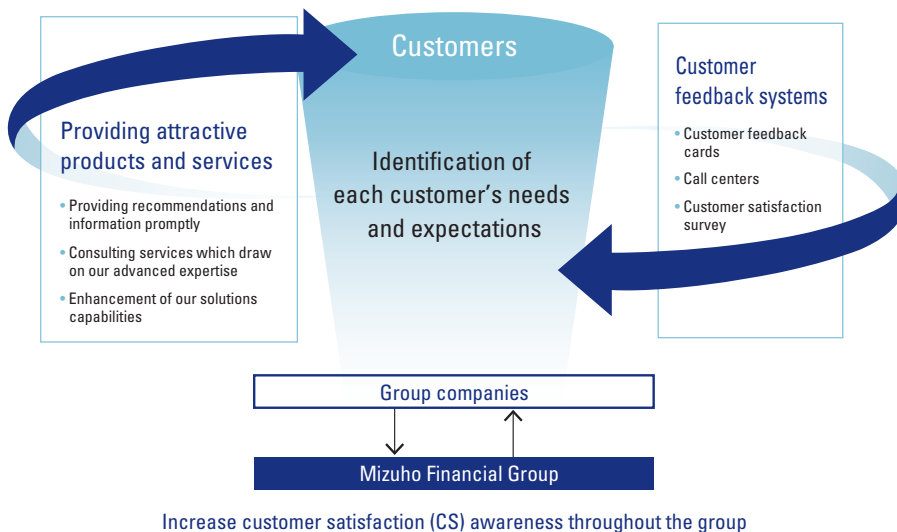 Customers
Providing attractive
products and services
• Providing recommendations and
information promptly
• Consulting services which draw
on our advanced expertise
• Enhancement of our solutions
capabilities
Identification of
each customer's needs
and expectations
Customer
feedback systems
• Customer feedback
cards
• Call centers
• Customer satisfaction
survey
Group companies
Mizuho Financial Group
Increase customer satisfaction (CS) awareness throughout the group